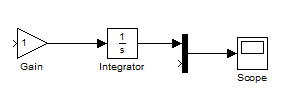 1
1
s
Gain
Integrator
Scope